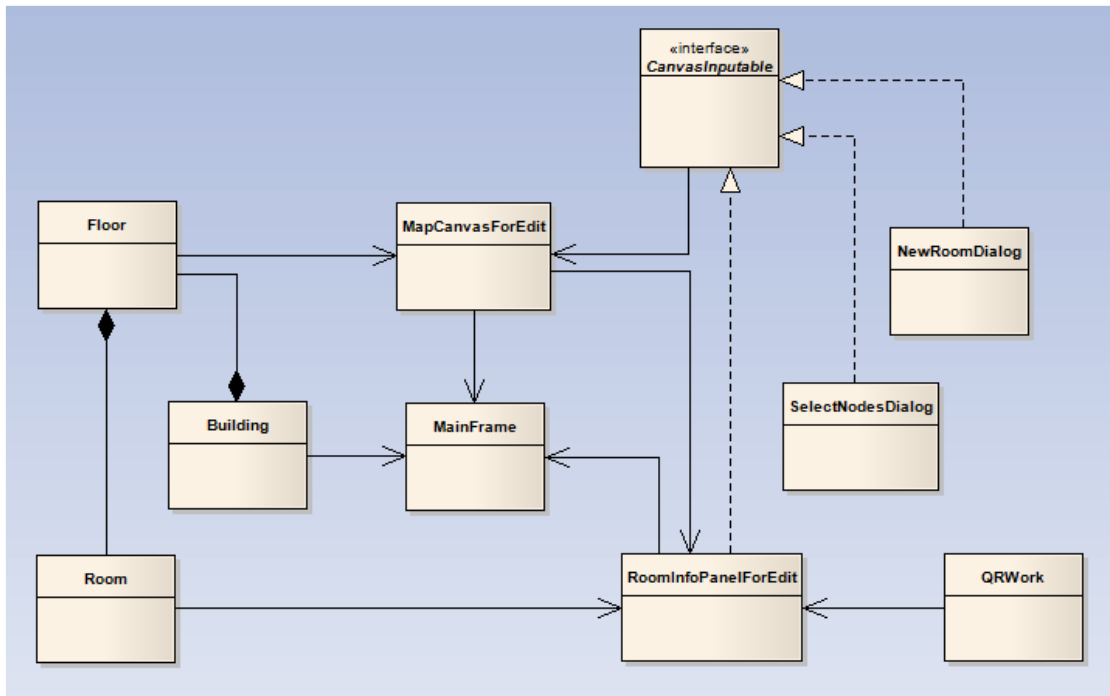 «interface»
CanvasInputable
Floor
MapCanvasForEdit
NewRoomDialog
SelectNodesDialog
Building
MainFrame
Room
RoomInfoPanelForEdit
QRWork